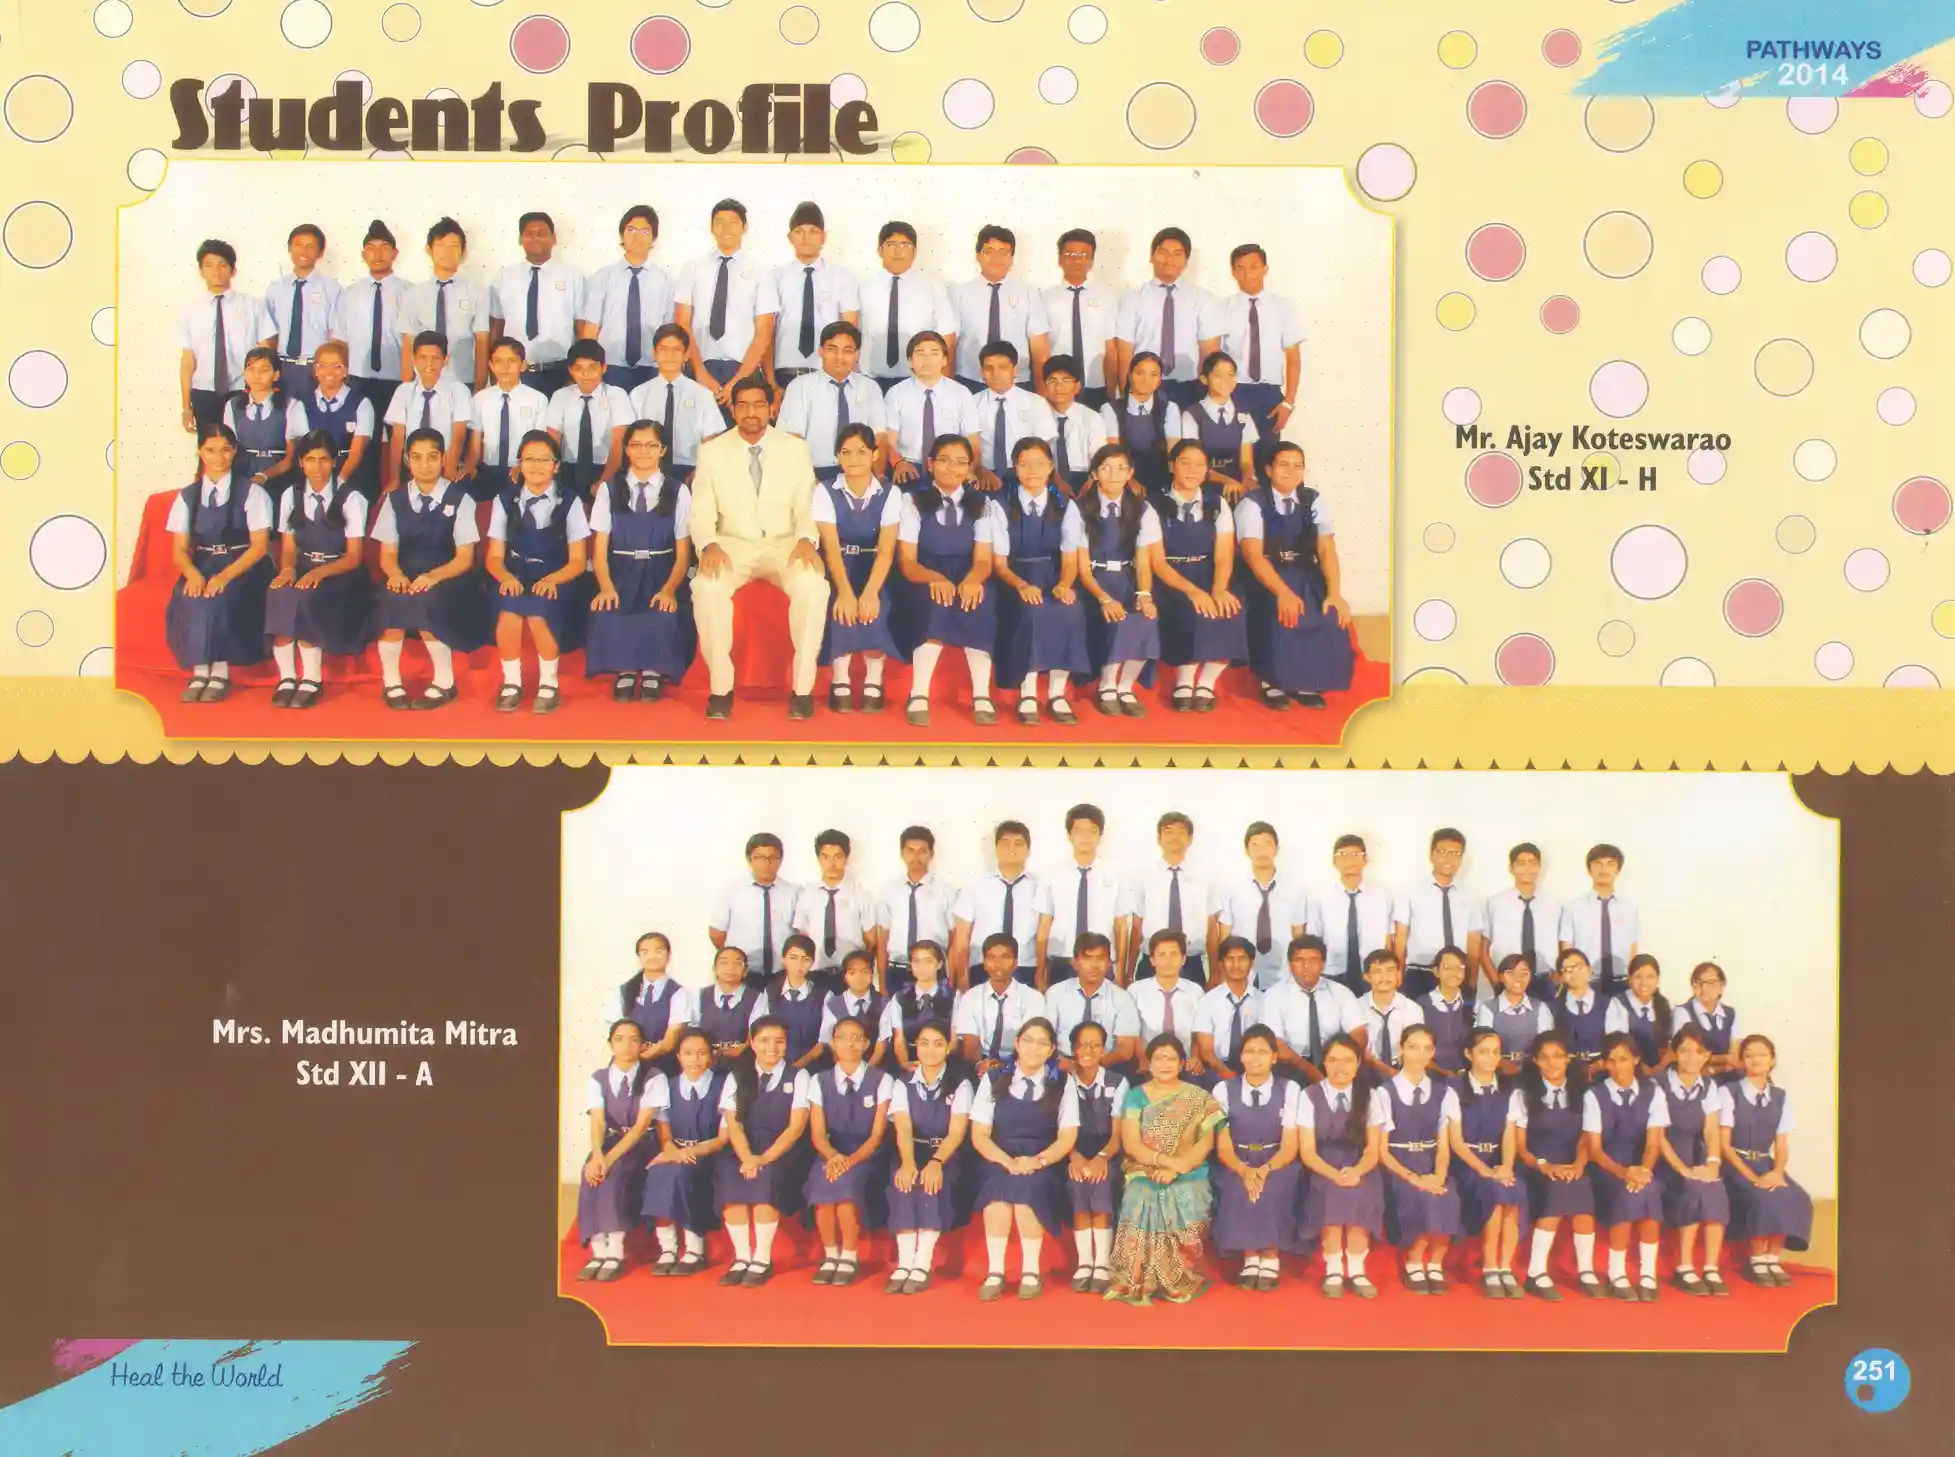 PATHWAYS
2014
Students Profile
Mr. Ajay Koteswarao
Std XI - H
Mrs. Madhumita Mitra
Std XII - A
Heal the World
251